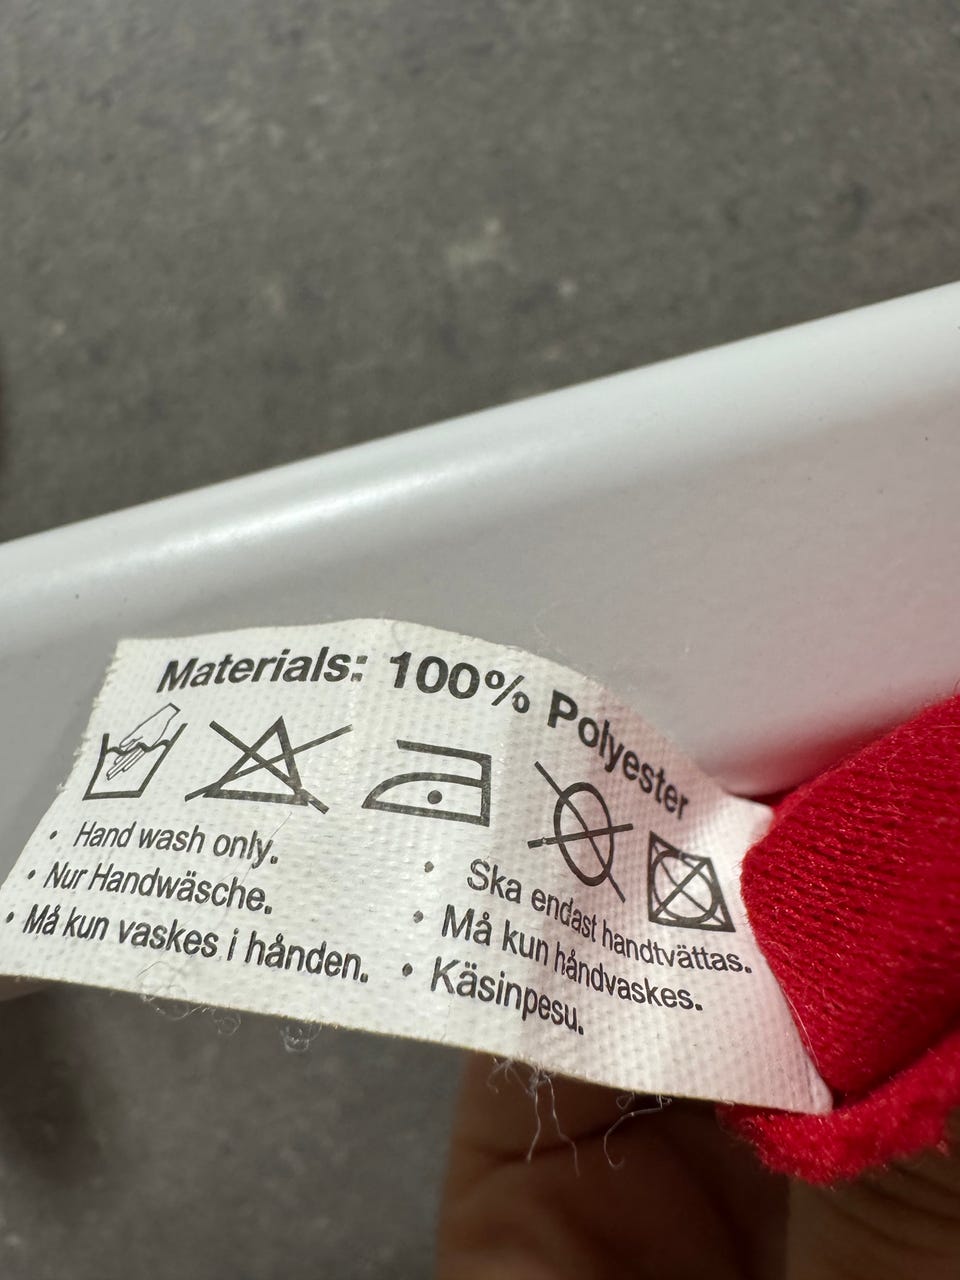 Materials: 100% Polyester
• Hand wash only.
• Nur Handwäsche.
• Må kun vaskes i hånden.
• Ska endast handtvättas.
• Må kun håndvaskes.
• Käsinpesu.